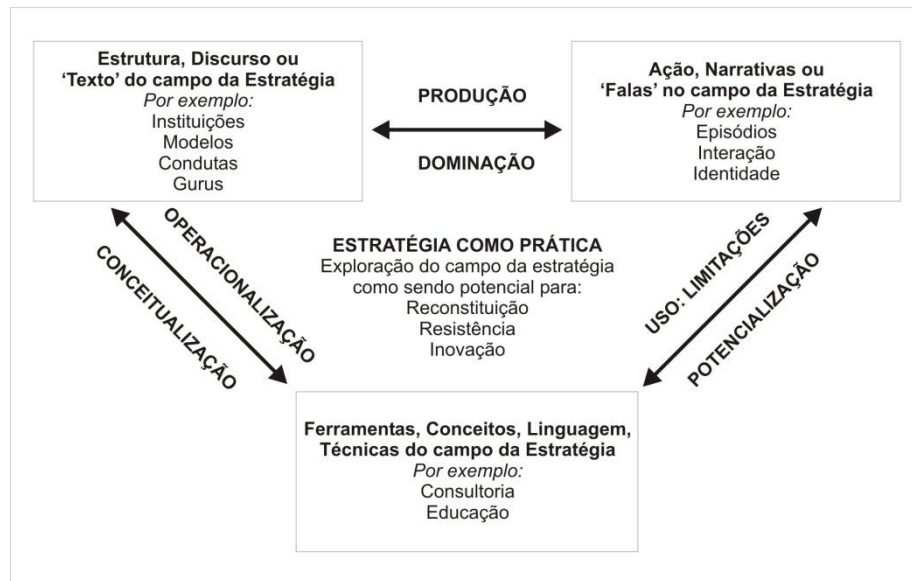 Estrutura, Discurso ou
‘Texto’ do campo da Estratégia
Por exemplo:
Instituições
Modelos
Condutas
Gurus
PRODUÇÃO
DOMINAÇÃO
Ação, Narrativas ou
‘Falas’ no campo da Estratégia
Por exemplo:
Episódios
Interação
Identidade
OPERACIONALIZAÇÃO
CONCEITUALIZAÇÃO
ESTRATÉGIA COMO PRÁTICA
Exploração do campo da estratégia
como sendo potencial para:
Reconstituição
Resistência
Inovação
USO: LIMITAÇÕES
POTENCIALIZAÇÃO
Ferramentas, Conceitos, Linguagem,
Técnicas do campo da Estratégia
Por exemplo:
Consultoria
Educação